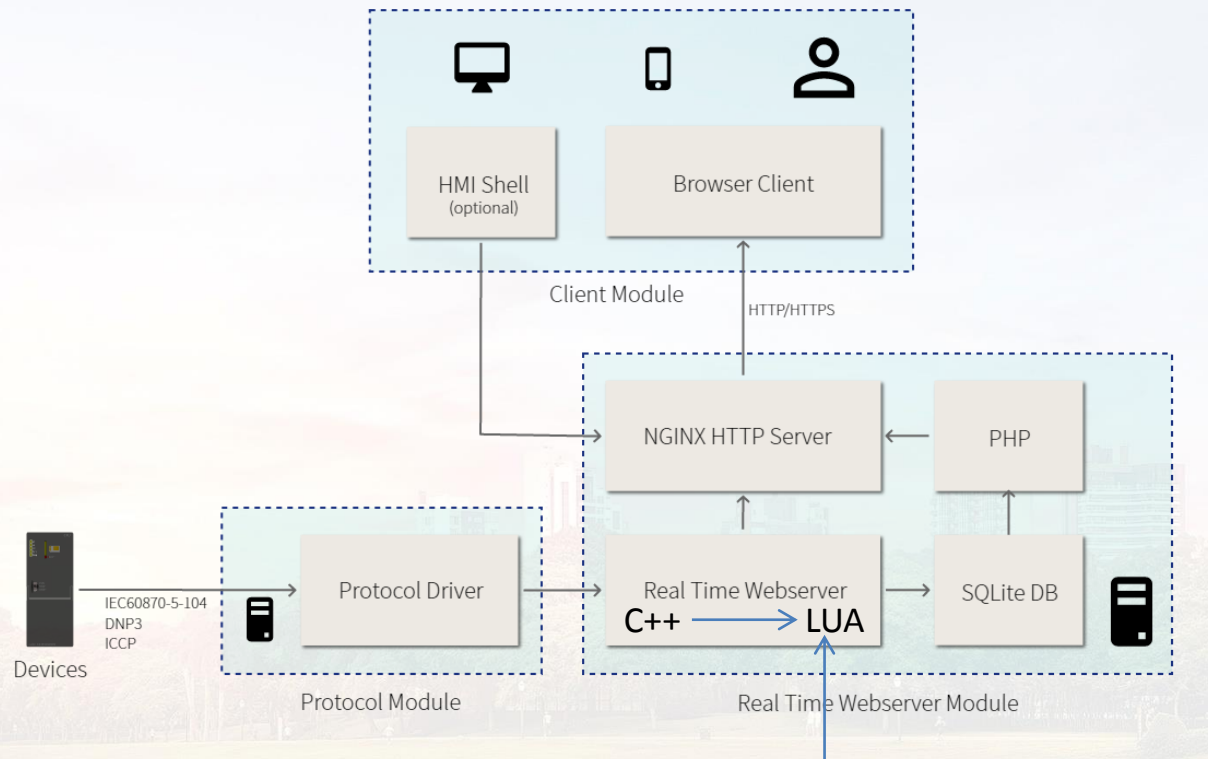 HMI Shell
(optional)
Browser Client
Client Module
HTTP/HTTPS
NGINX HTTP Server
PHP
Protocol Driver
Real Time Webserver
C++
LUA
SQLite DB
IEC60870-5-104
DNP3
ICCP
Devices
Protocol Module
Real Time Webserver Module